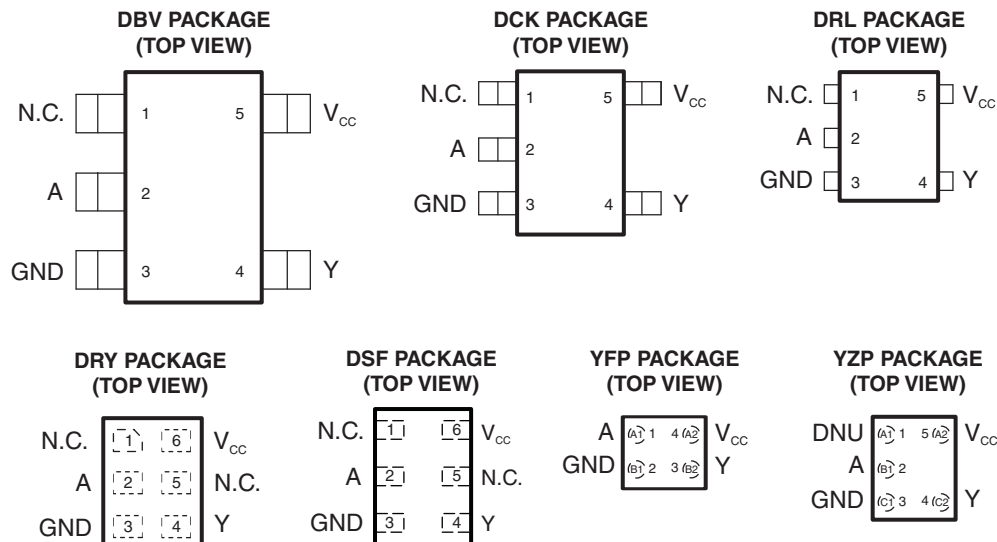 DBV PACKAGE
(TOP VIEW)
N.C. 1 5 VCC
A 2
GND 3 4 Y
DCK PACKAGE
(TOP VIEW)
N.C. 1 5 VCC
A 2
GND 3 4 Y
DRL PACKAGE
(TOP VIEW)
N.C. 1 5 VCC
A 2
GND 3 4 Y
DRY PACKAGE
(TOP VIEW)
N.C. 1 6 VCC
A 2 5 N.C.
GND 3 4 Y
DSF PACKAGE
(TOP VIEW)
N.C. 1 6 VCC
A 2 5 N.C.
GND 3 4 Y
YFP PACKAGE
(TOP VIEW)
A A1 1 4 A2 VCC
GND B1 2 3 B2 Y
YZP PACKAGE
(TOP VIEW)
DNU A1 1 5 A2 VCC
A B1 2
GND C1 3 4 C2 Y